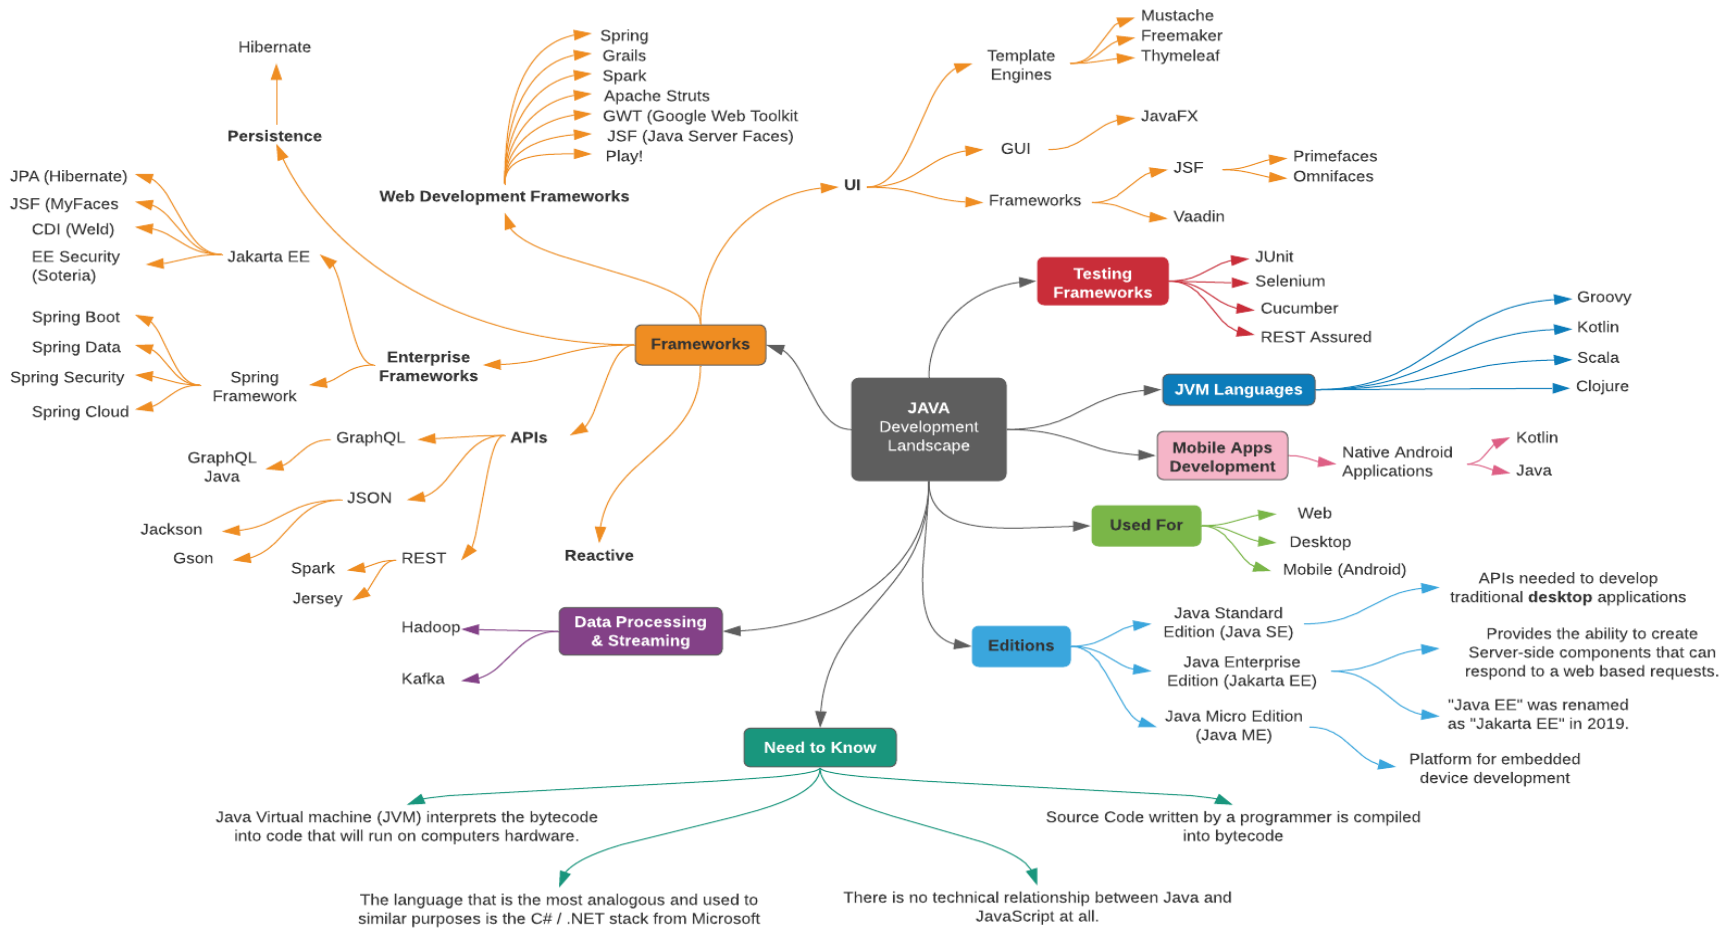 JAVA
Development
Landscape
Frameworks
Persistence
Hibernate
Web Development Frameworks
Spring
Grails
Spark
Apache Struts
GWT (Google Web Toolkit
JSF (Java Server Faces)
Play!
UI
Template
Engines
Mustache
Freemaker
Thymeleaf
GUI
JavaFX
Frameworks
JSF
Primefaces
Omnifaces
Vaadin
Enterprise
Frameworks
Jakarta EE
JPA (Hibernate)
JSF (MyFaces
CDI (Weld)
EE Security
(Soteria)
Spring
Framework
Spring Boot
Spring Data
Spring Security
Spring Cloud
APIs
GraphQL
GraphQL
Java
JSON
Jackson
Gson
REST
Spark
Jersey
Reactive
Testing
Frameworks
JUnit
Selenium
Cucumber
REST Assured
JVM Languages
Groovy
Kotlin
Scala
Clojure
Mobile Apps
Development
Native Android
Applications
Kotlin
Java
Used For
Web
Desktop
Mobile (Android)
Editions
Java Standard
Edition (Java SE)
APIs needed to develop
traditional desktop applications
Java Enterprise
Edition (Jakarta EE)
Provides the ability to create
Server-side components that can
respond to a web based requests.
"Java EE" was renamed
as "Jakarta EE" in 2019.
Java Micro Edition
(Java ME)
Platform for embedded
device development
Data Processing
& Streaming
Hadoop
Kafka
Need to Know
Java Virtual machine (JVM) interprets the bytecode
into code that will run on computers hardware.
The language that is the most analogous and used to
similar purposes is the C# / .NET stack from Microsoft
There is no technical relationship between Java and
JavaScript at all.
Source Code written by a programmer is compiled
into bytecode